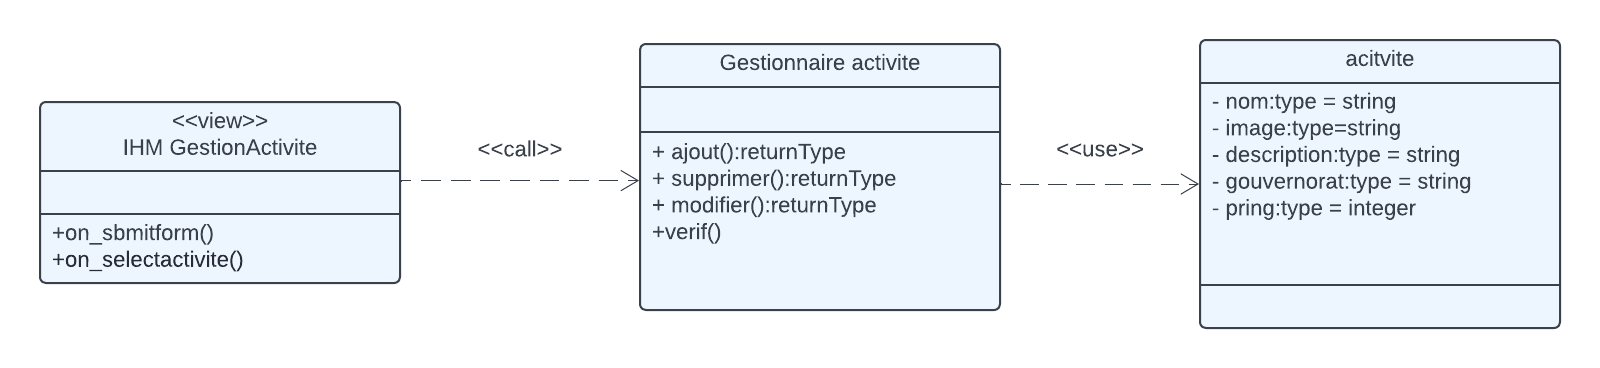 <<view>>
IHM GestionActivite
+on_sbmitform()
+on_selectactivite()
<<call>>
Gestionnaire activite
+ ajout():returnType
+ supprimer():returnType
+ modifier():returnType
+verif()
<<use>>
acitvite
- nom:type = string
- image:type=string
- description:type = string
- gouvernorat:type = string
- pring:type = integer